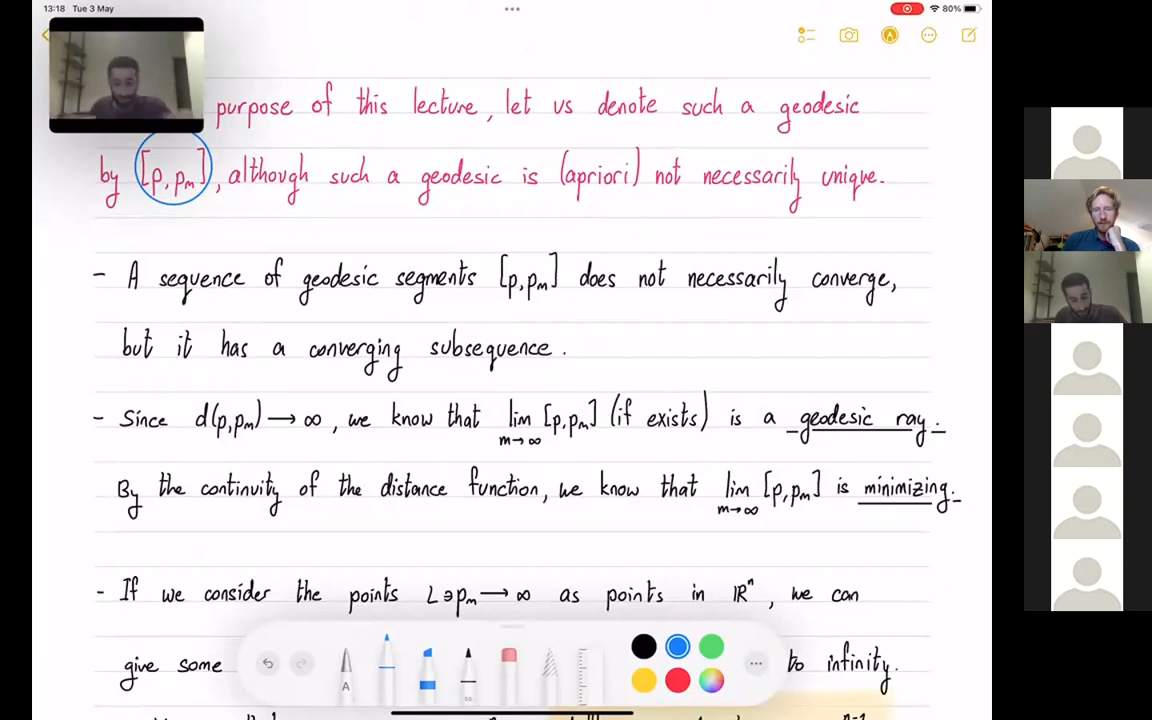 13:18 Tue 3 May
80%
purpose of this lecture, let us denote such a geodesic
by [p, pm], although such a geodesic is (apriori) not necessarily unique.
- A sequence of geodesic segments [p, pm] does not necessarily converge,
but it has a converging subsequence.
- Since d(p, pm) → ∞, we know that lim m→∞ [p, pm] (if exists) is a geodesic ray.
By the continuity of the distance function, we know that lim m→∞ [p, pm] is minimizing.
- If we consider the points L∋pm → ∞ as points in ℝⁿ, we can
give some to infinity.
A 50
n-1